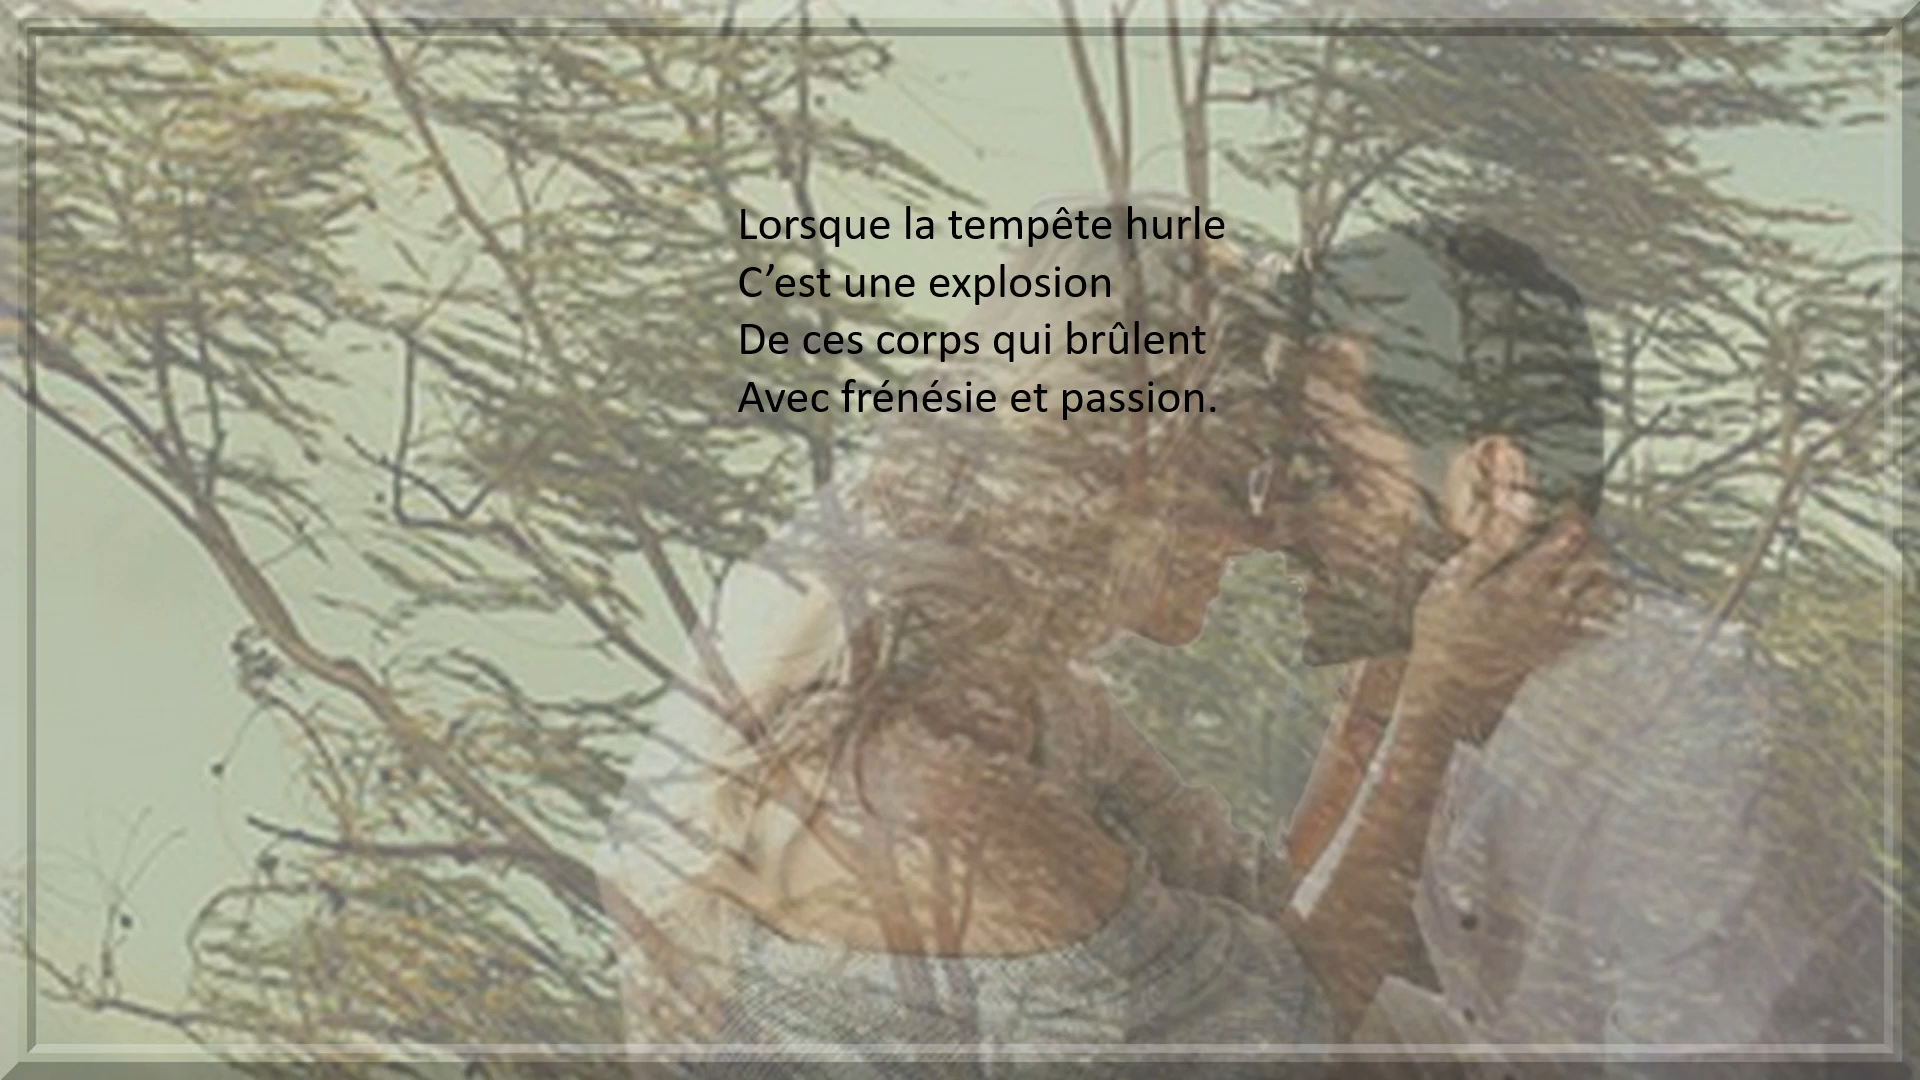 Lorsque la tempête hurle
C’est une explosion
De ces corps qui brûlent
Avec frénésie et passion.